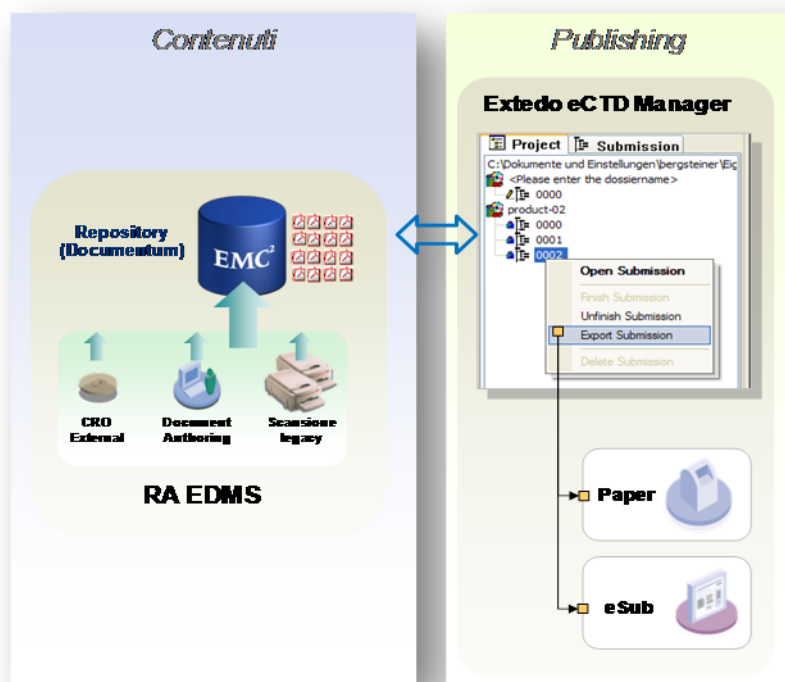 Contenuti
Repository
(Documentum)
EMC²
CRO
External
Document
Authoring
Scansione
legacy
RA EDMS
Publishing
Extedo eCTD Manager
Project
Submission
C:\Dokumente und Einstellungen\bergsteiner\Eig
<Please enter the dossiername>
0000
product-02
0000
0001
0002
Open Submission
Finish Submission
Unfinish Submission
Export Submission
Delete Submission
Paper
eSub